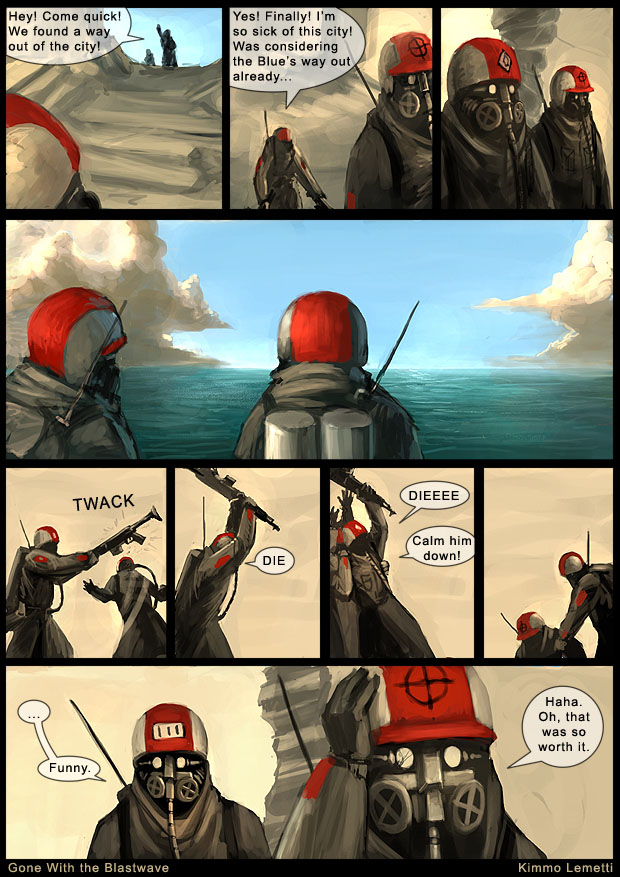 Hey! Come quick!
We found a way
out of the city!
Yes! Finally! I'm
so sick of this city!
Was considering
the Blue's way out
already...
TWACK
DIE
DIEEEE
Calm him
down!
...
Funny.
Haha.
Oh, that
was so
worth it.
Gone With the Blastwave
Kimmo Lemetti